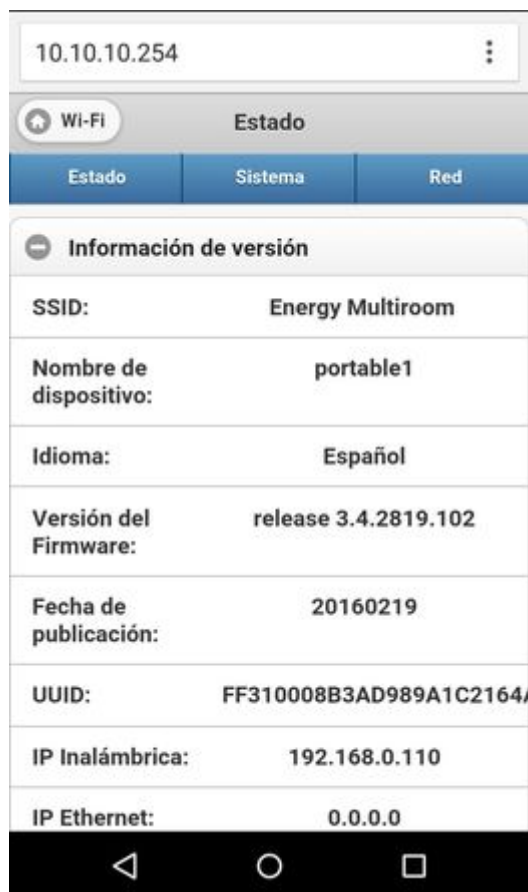 10.10.10.254
Wi-Fi
Estado
Estado Sistema Red
Información de versión
SSID: Energy Multiroom
Nombre de dispositivo: portable1
Idioma: Español
Versión del Firmware: release 3.4.2819.102
Fecha de publicación: 20160219
UUID: FF310008B3AD989A1C2164
IP Inalámbrica: 192.168.0.110
IP Ethernet: 0.0.0.0